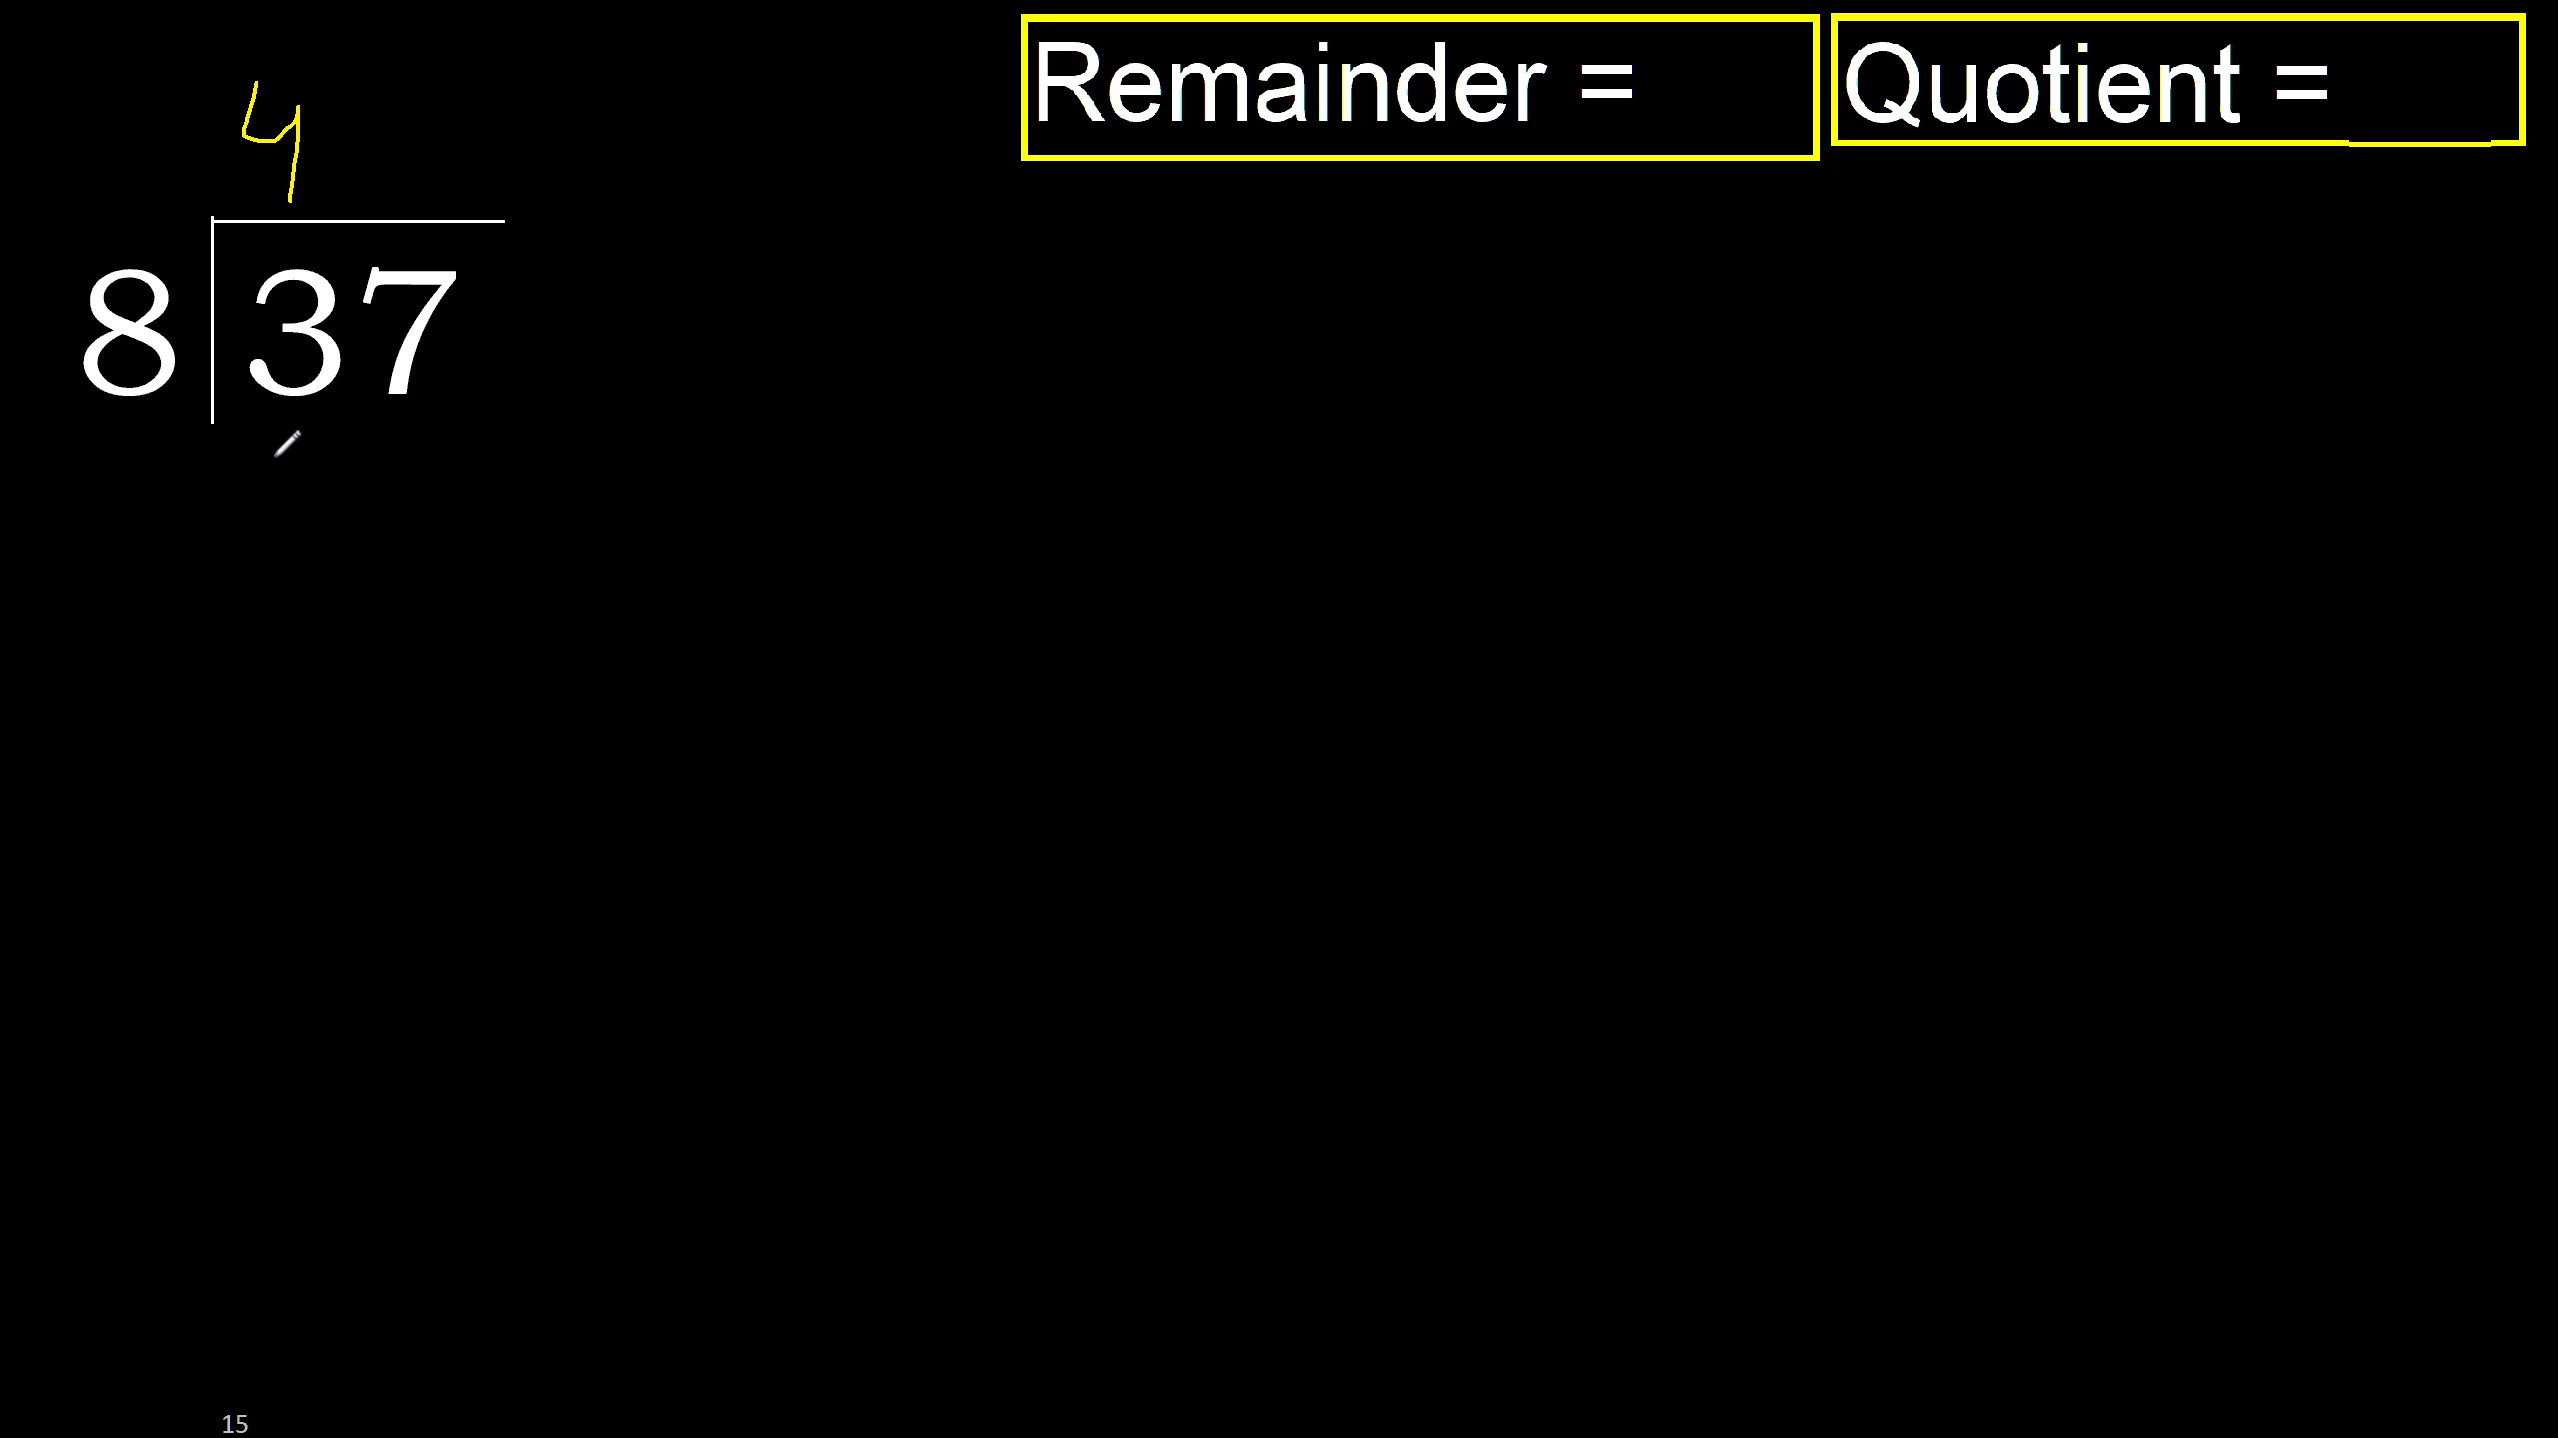 Remainder = Quotient =
4
8 37
15